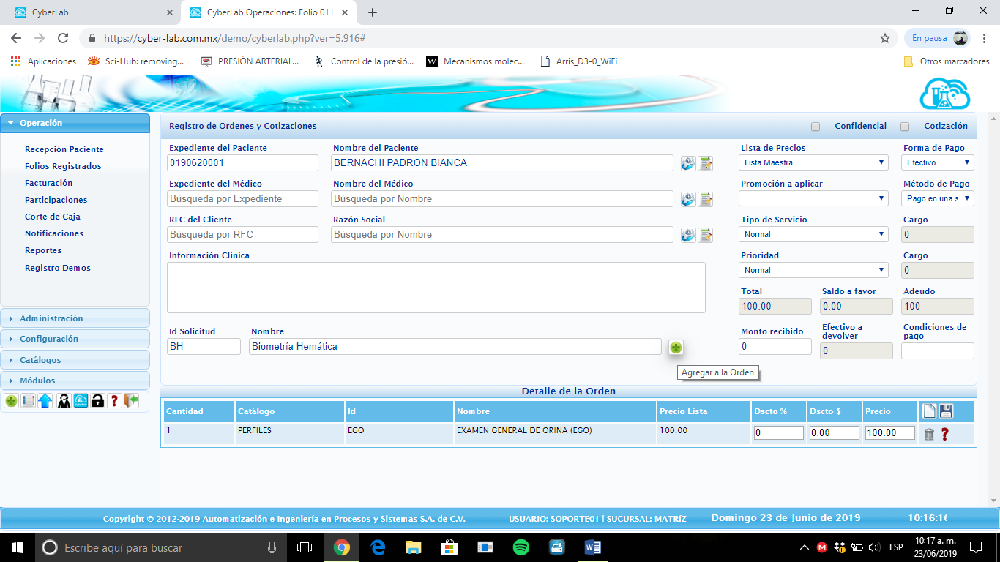 CyberLab
CyberLab Operaciones: Folo 011
https://cyber-lab.com.mx/demo/cyberlab.php?ver=5.916#
En pausa
Aplicaciones
Sci-Hub: removing...
PRESIÓN ARTERIAL...
Control de la presió...
Mecanismos molec...
Arris_D3-0_WiFi
Otros marcadores
Operación
Recepción Paciente
Folios Registrados
Facturación
Participaciones
Corte de Caja
Notificaciones
Reportes
Registro Demos
Administración
Configuración
Catálogos
Módulos
Registro de Ordenes y Cotizaciones
Confidencial
Cotización
Expediente del Paciente
Nombre del Paciente
Lista de Precios
Forma de Pago
0190620001
BERNACHI PADRON BIANCA
Lista Maestra
Efectivo
Expediente del Médico
Nombre del Médico
Promoción a aplicar
Método de Pago
Búsqueda por Expediente
Búsqueda por Nombre
Pago en una s
RFC del Cliente
Razón Social
Tipo de Servicio
Cargo
Búsqueda por RFC
Búsqueda por Nombre
Normal
0
Información Clínica
Prioridad
Cargo
Normal
0
Total
Saldo a favor
Adeudo
100.00
0.00
100
Id Solicitud
Nombre
Monto recibido
Efectivo a devolver
Condiciones de pago
BH
Biometría Hemática
0
0
Agregar a la Orden
Detalle de la Orden
Cantidad
Catálogo
Id
Nombre
Precio Lista
Dscto %
Dscto $
Precio
1
PERFILES
EGO
EXAMEN GENERAL DE ORINA (EGO)
100.00
0
0.00
100.00
Copyright © 2012-2019 Automatización e Ingeniería en Procesos y Sistemas S.A. de C.V.
USUARIO: SOPORTE01 | SUCURSAL: MATRíZ
Domingo 23 de Junio de 2019
10:16:16
Escribe aquí para buscar
ESP
10:17 a. m.
23/06/2019